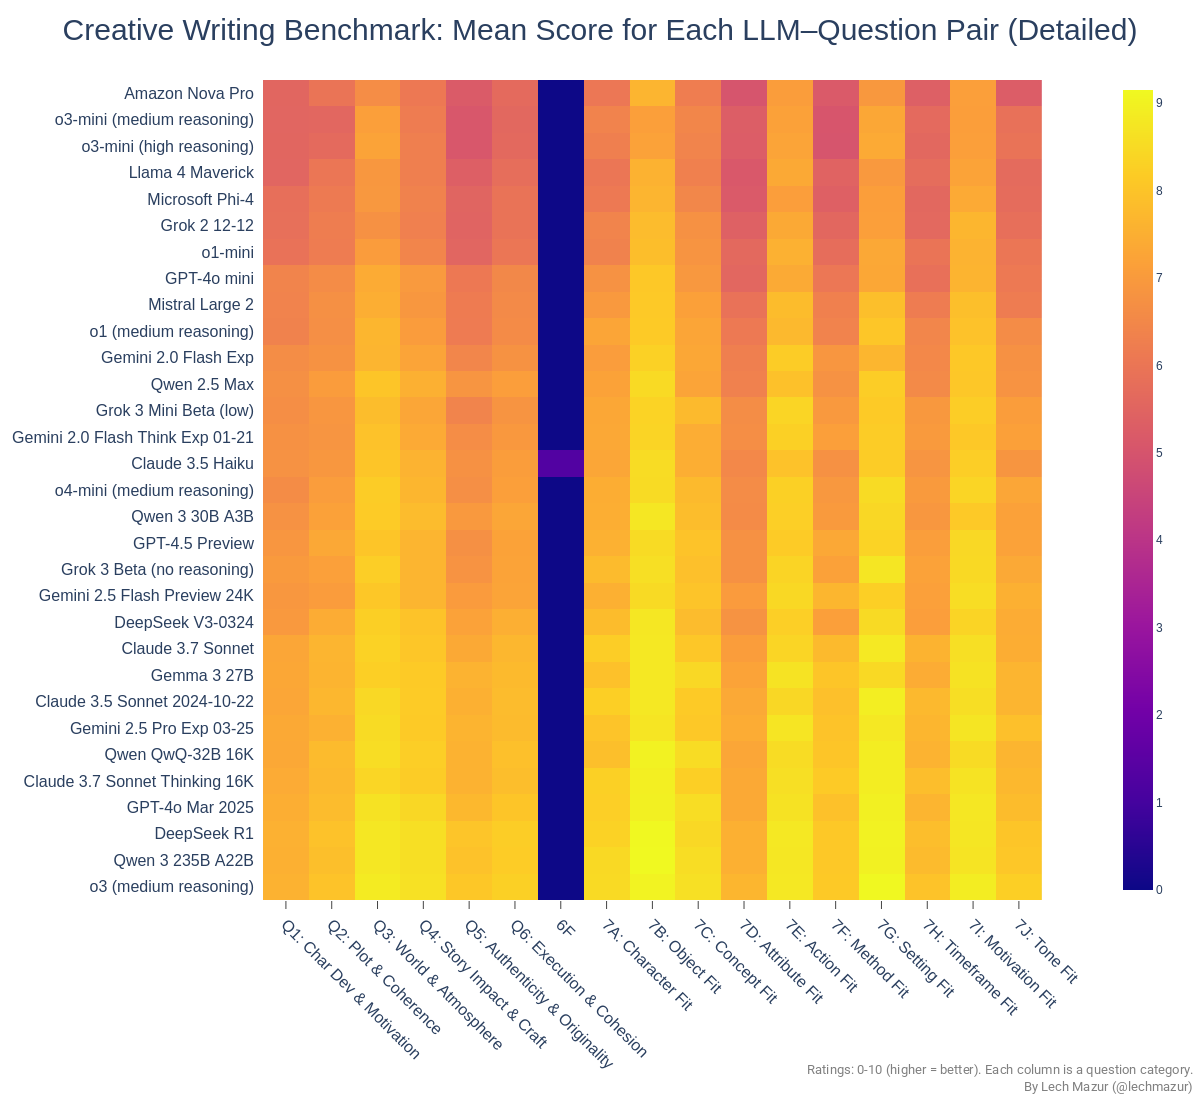 Creative Writing Benchmark: Mean Score for Each LLM–Question Pair (Detailed)
Amazon Nova Pro
o3-mini (medium reasoning)
o3-mini (high reasoning)
Llama 4 Maverick
Microsoft Phi-4
Grok 2 12-12
o1-mini
GPT-4o mini
Mistral Large 2
o1 (medium reasoning)
Gemini 2.0 Flash Exp
Qwen 2.5 Max
Grok 3 Mini Beta (low)
Gemini 2.0 Flash Think Exp 01-21
Claude 3.5 Haiku
o4-mini (medium reasoning)
Qwen 3 30B A3B
GPT-4.5 Preview
Grok 3 Beta (no reasoning)
Gemini 2.5 Flash Preview 24K
DeepSeek V3-0324
Claude 3.7 Sonnet
Gemma 3 27B
Claude 3.5 Sonnet 2024-10-22
Gemini 2.5 Pro Exp 03-25
Qwen QwQ-32B 16K
Claude 3.7 Sonnet Thinking 16K
GPT-4o Mar 2025
DeepSeek R1
Qwen 3 235B A22B
o3 (medium reasoning)
Q1: Char Dev & Motivation
Q2: Plot & Coherence
Q3: World & Atmosphere
Q4: Story Impact & Craft
Q5: Authenticity & Originality
Q6: Execution & Cohesion
6F
7A: Character Fit
7B: Object Fit
7C: Concept Fit
7D: Attribute Fit
7E: Action Fit
7F: Method Fit
7G: Setting Fit
7H: Timeframe Fit
7I: Motivation Fit
7J: Tone Fit
9
8
7
6
5
4
3
2
1
0
Ratings: 0-10 (higher = better). Each column is a question category.
By Lech Mazur (@lechmazur)